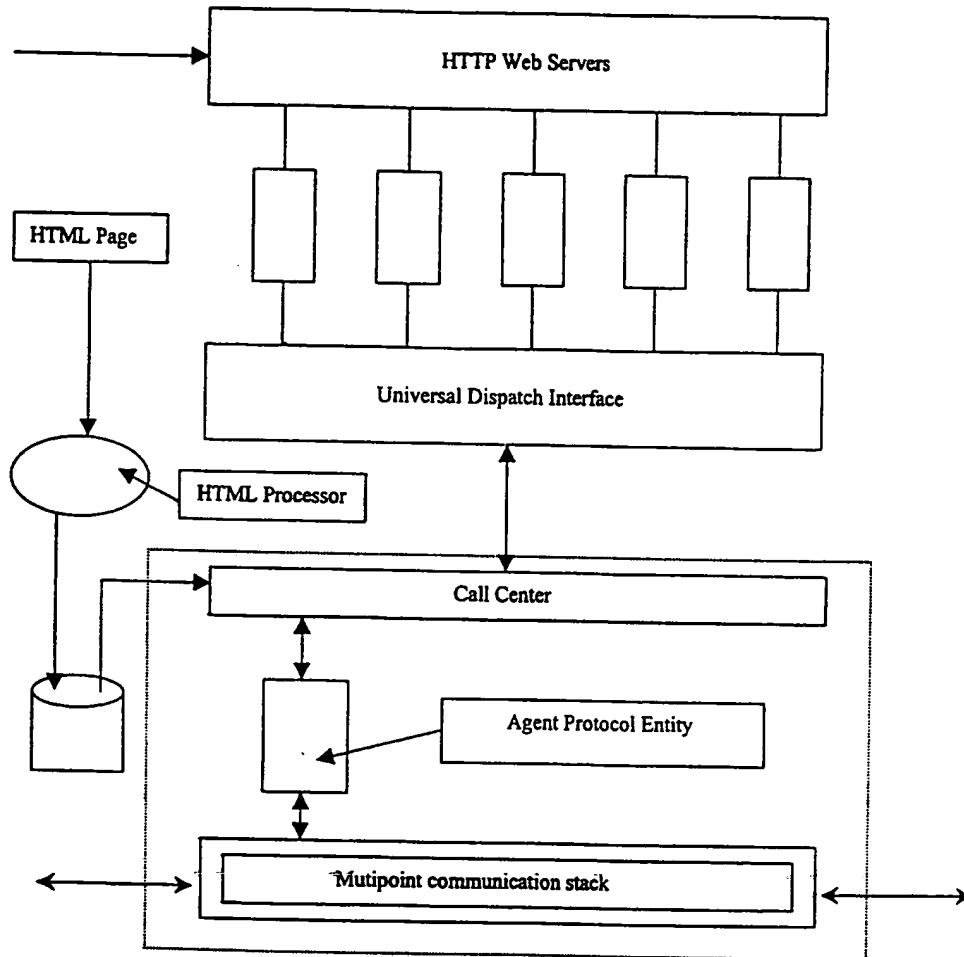 HTTP Web Servers
HTML Page
Universal Dispatch Interface
HTML Processor
Call Center
Agent Protocol Entity
Mutipoint communication stack